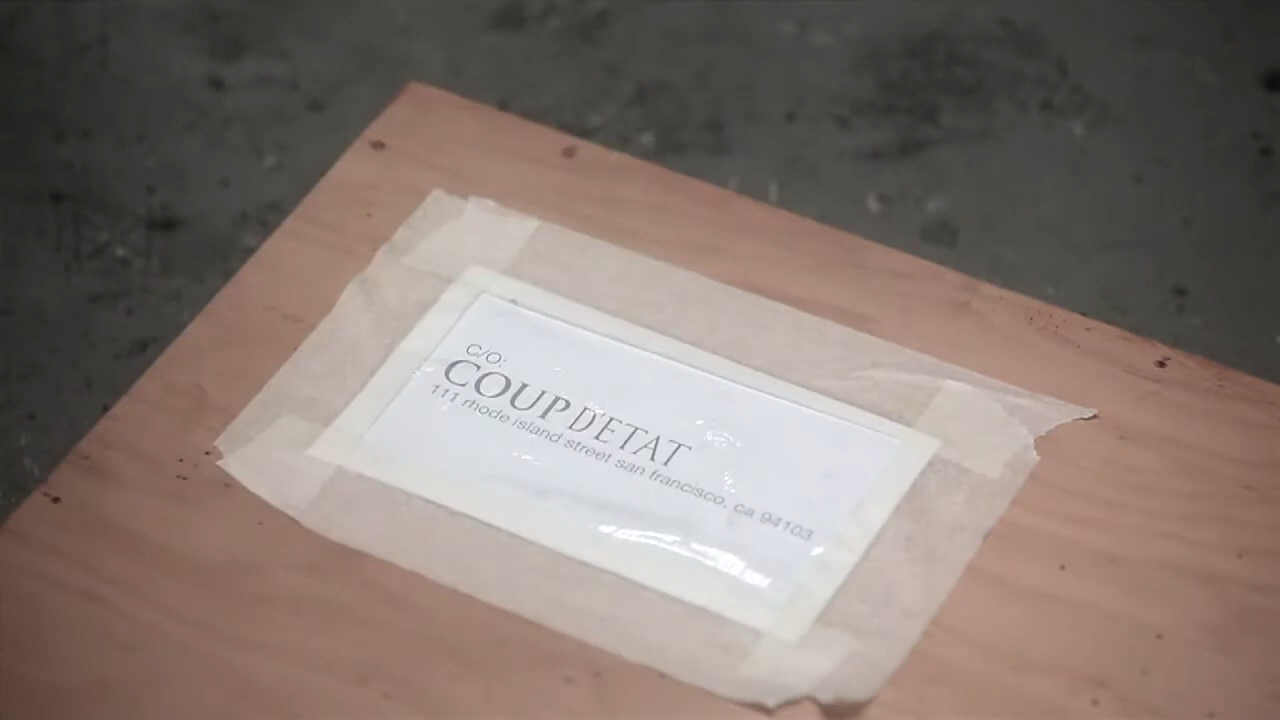 C/O:
COUP D'ETAT
111 rhode island street san francisco, ca 94103